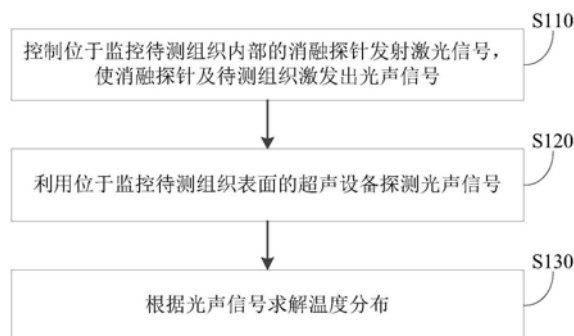 S110
控制位于监控待测组织内部的消融探针发射激光信号，
使消融探针及待测组织激发出光声信号
S120
利用位于监控待测组织表面的超声设备探测光声信号
S130
根据光声信号求解温度分布